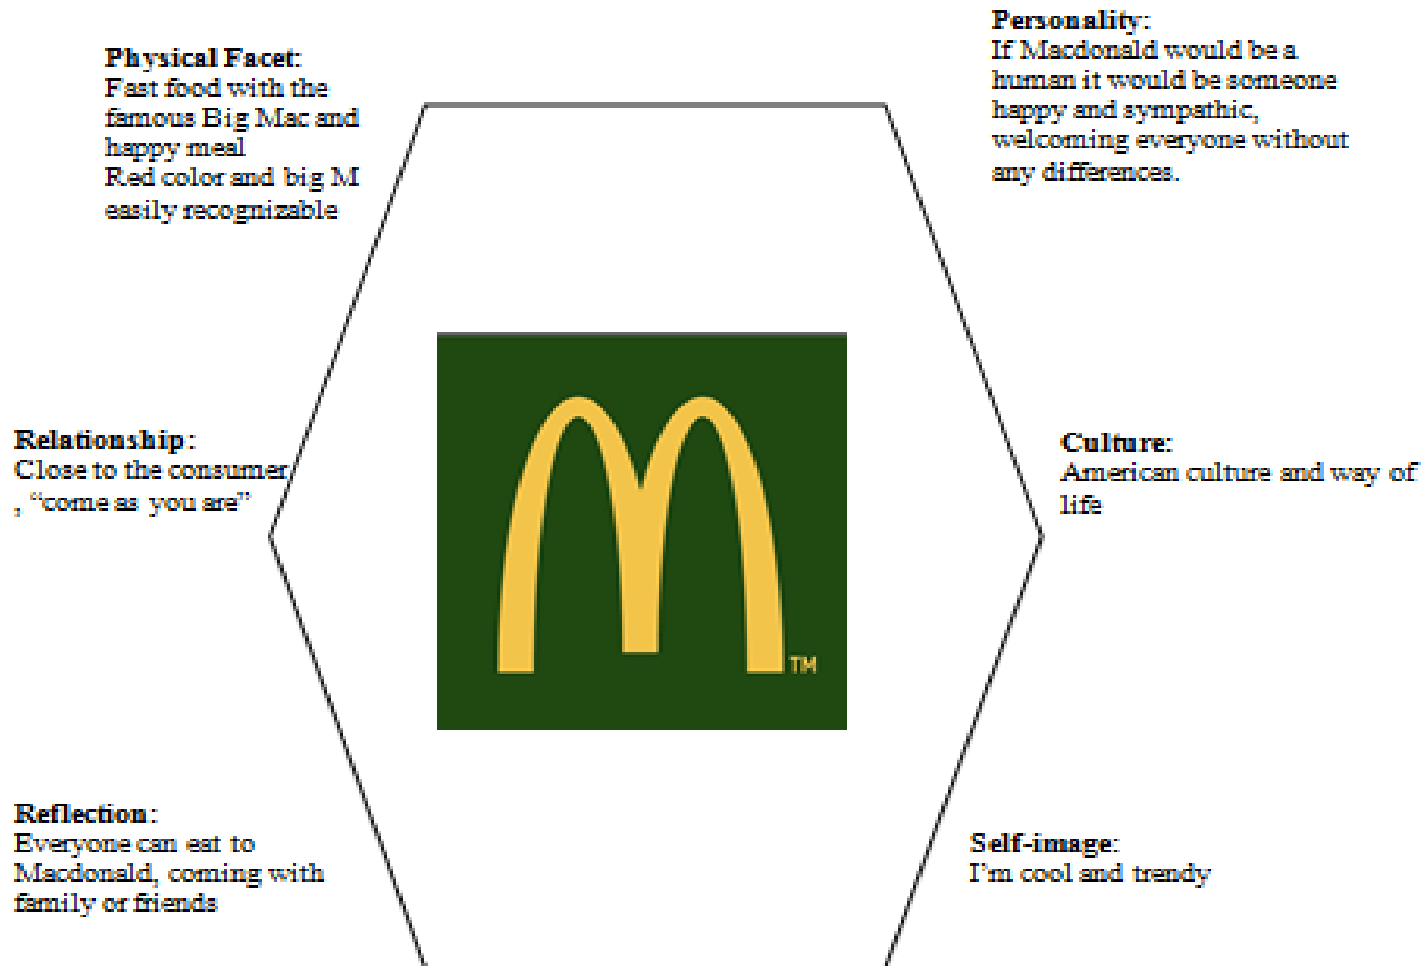 Physical Facet:
Fast food with the
famous Big Mac and
happy meal
Red color and big M
easily recognizable
Personality:
If Macdonald would be a
human it would be someone
happy and sympathic,
welcoming everyone without
any differences.
Relationship:
Close to the consumer
, “come as you are”
Culture:
American culture and way of
life
TM
Reflection:
Everyone can eat to
Macdonald, coming with
family or friends
Self-image:
I’m cool and trendy